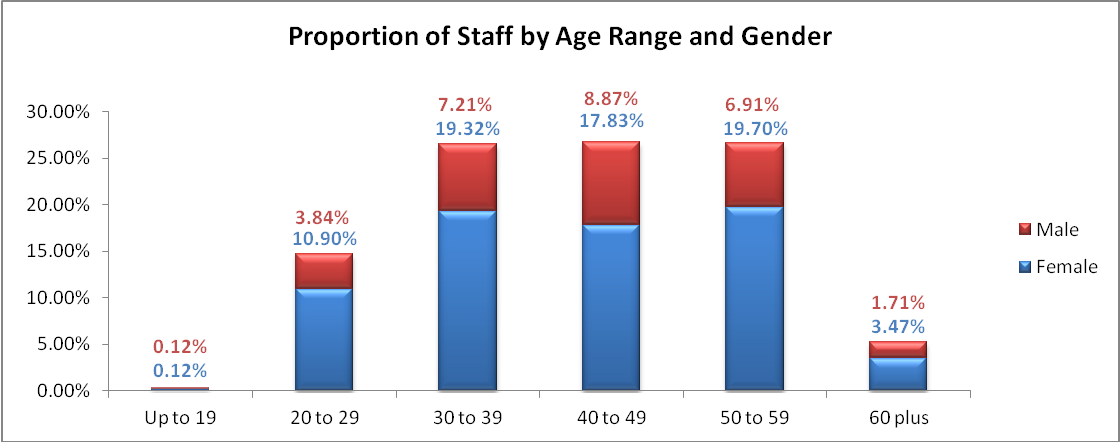 Proportion of Staff by Age Range and Gender
30.00%
25.00%
20.00%
15.00%
10.00%
5.00%
0.00%
0.12%
0.12%
3.84%
10.90%
7.21%
19.32%
8.87%
17.83%
6.91%
19.70%
1.71%
3.47%
Up to 19
20 to 29
30 to 39
40 to 49
50 to 59
60 plus
Male
Female